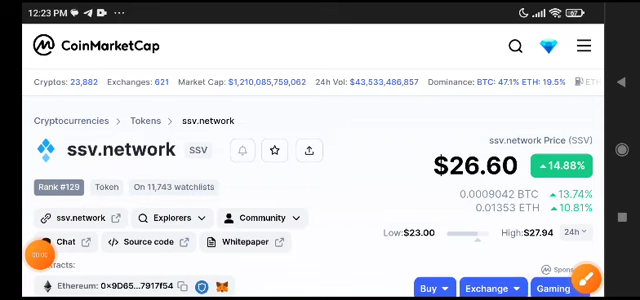 12:23 PM 67
CoinMarketCap
Cryptos: 23,882 Exchanges: 621 Market Cap: $1,210,085,759,062 24h Vol: $43,533,486,857 Dominance: BTC: 47.1% ETH: 19.5% ETH
Cryptocurrencies > Tokens > ssv.network
ssv.network Price (SSV)
ssv.network SSV
$26.60 14.88%
Rank #129 Token On 11,743 watchlists
0.0009042 BTC 13.74%
0.01353 ETH 10.81%
ssv.network Explorers Community
Low: $23.00 High: $27.94 24h
Chat Source code Whitepaper
Ethereum: 0x9D65...7917f54
Buy Exchange Gaming